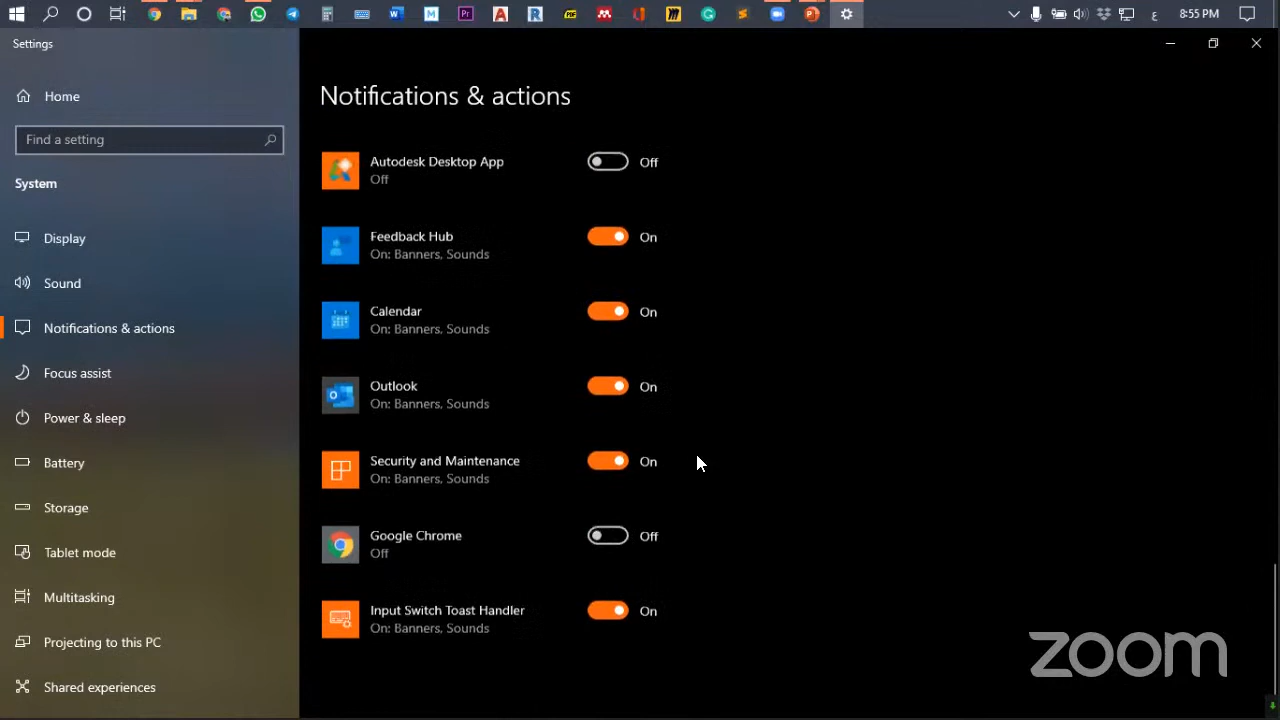 ع 8:55 PM
Settings
Home
Find a setting
System
Display
Sound
Notifications & actions
Focus assist
Power & sleep
Battery
Storage
Tablet mode
Multitasking
Projecting to this PC
Shared experiences
Notifications & actions
Autodesk Desktop App
Off
Off
Feedback Hub
On: Banners, Sounds
On
Calendar
On: Banners, Sounds
On
Outlook
On: Banners, Sounds
On
Security and Maintenance
On: Banners, Sounds
On
Google Chrome
Off
Off
Input Switch Toast Handler
On: Banners, Sounds
On
zoom